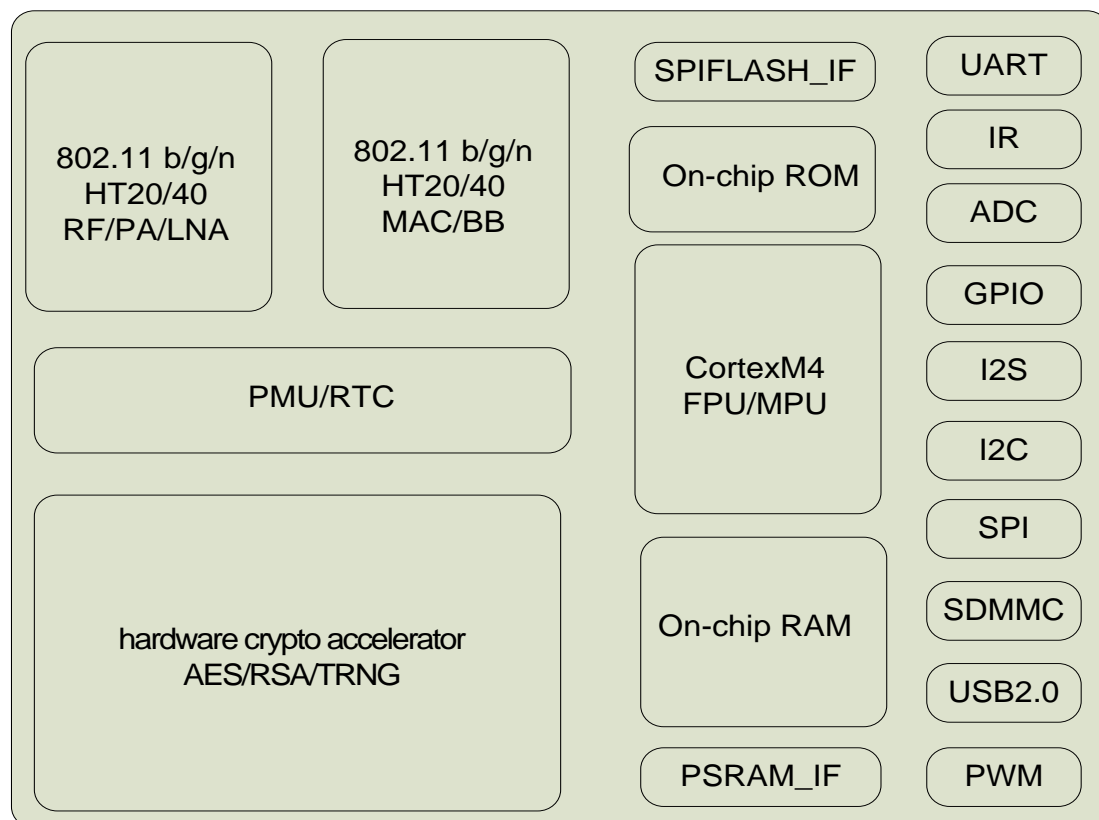 802.11 b/g/n
HT20/40
RF/PA/LNA
802.11 b/g/n
HT20/40
MAC/BB
PMU/RTC
hardware crypto accelerator
AES/RSA/TRNG
SPIFLASH_IF
On-chip ROM
CortexM4
FPU/MPU
On-chip RAM
PSRAM_IF
UART
IR
ADC
GPIO
I2S
I2C
SPI
SDMMC
USB2.0
PWM